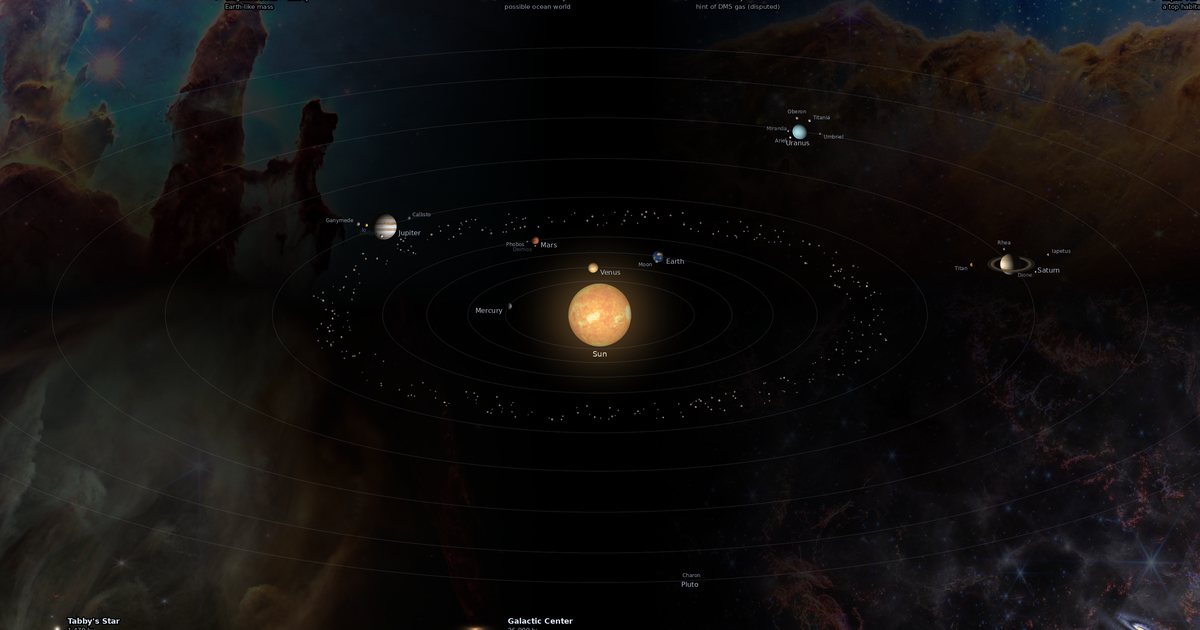 Earth-like mass
possible ocean world
hint of DMS gas (disputed)
Oberon
Titania
Miranda
Umbriel
Ariel
Uranus
Ganymede
Callisto
Io
Jupiter
Phobos
Mars
Deimos
Moon
Earth
Venus
Rhea
Iapetus
Titan
Dione
Saturn
Mercury
Sun
Charon
Pluto
Tabby's Star
Galactic Center